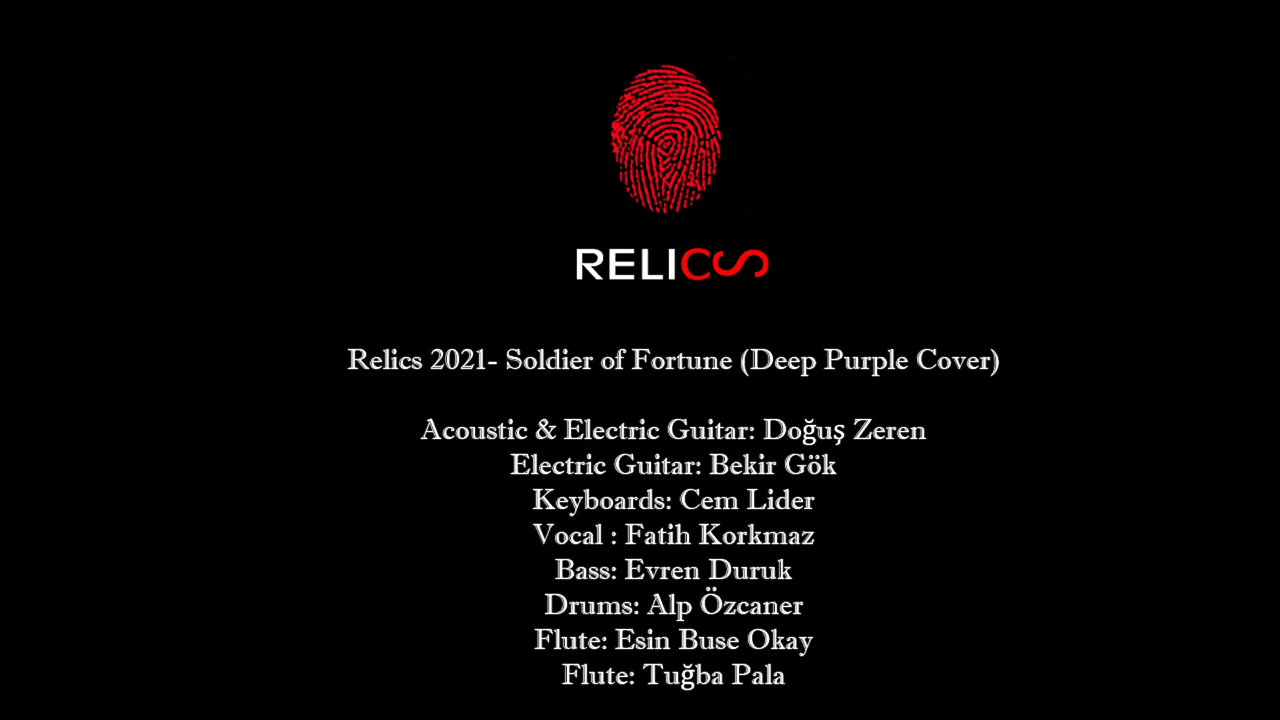 RELICS
Relics 2021- Soldier of Fortune (Deep Purple Cover)
Acoustic & Electric Guitar: Doğuş Zeren
Electric Guitar: Bekir Gök
Keyboards: Cem Lider
Vocal : Fatih Korkmaz
Bass: Evren Duruk
Drums: Alp Özcaner
Flute: Esin Buse Okay
Flute: Tuğba Pala